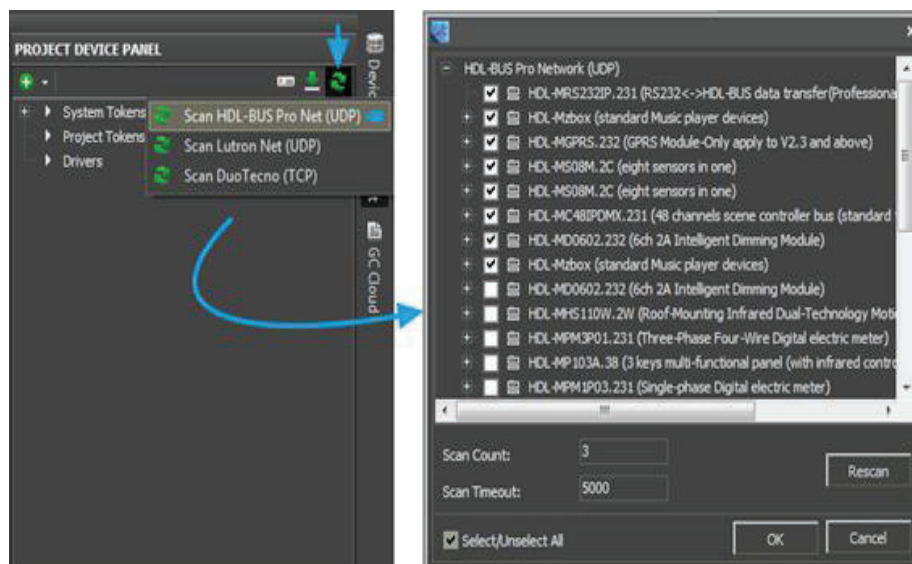 PROJECT DEVICE PANEL
System Tokens
Project Tokens
Drivers
Scan HDL-BUS Pro Net (UDP)
Scan Lutron Net (UDP)
Scan DuoTecno (TCP)
Devic
GC Cloud
HDL-BUS Pro Network (UDP)
HDL-MRS232IP.231 (RS232<->HDL-BUS data transfer(Professiona
HDL-Mzbox (standard Music player devices)
HDL-MGPRS.232 (GPRS Module-Only apply to V2.3 and above)
HDL-MS08M.2C (eight sensors in one)
HDL-MS08M.2C (eight sensors in one)
HDL-MC48IPDMX.231 (48 channels scene controller bus (standard
HDL-MD0602.232 (6ch 2A Intelligent Dimming Module)
HDL-Mzbox (standard Music player devices)
HDL-MD0602.232 (6ch 2A Intelligent Dimming Module)
HDL-MHS110W.2W (Roof-Mounting Infrared Dual-Technology Moti
HDL-MPM3P01.231 (Three-Phase Four-Wire Digital electric meter)
HDL-MP103A.38 (3 keys multi-functional panel (with infrared contro
HDL-MPM1P03.231 (Single-phase Digital electric meter)
Scan Count: 3
Scan Timeout: 5000
Rescan
Select/Unselect All
OK
Cancel